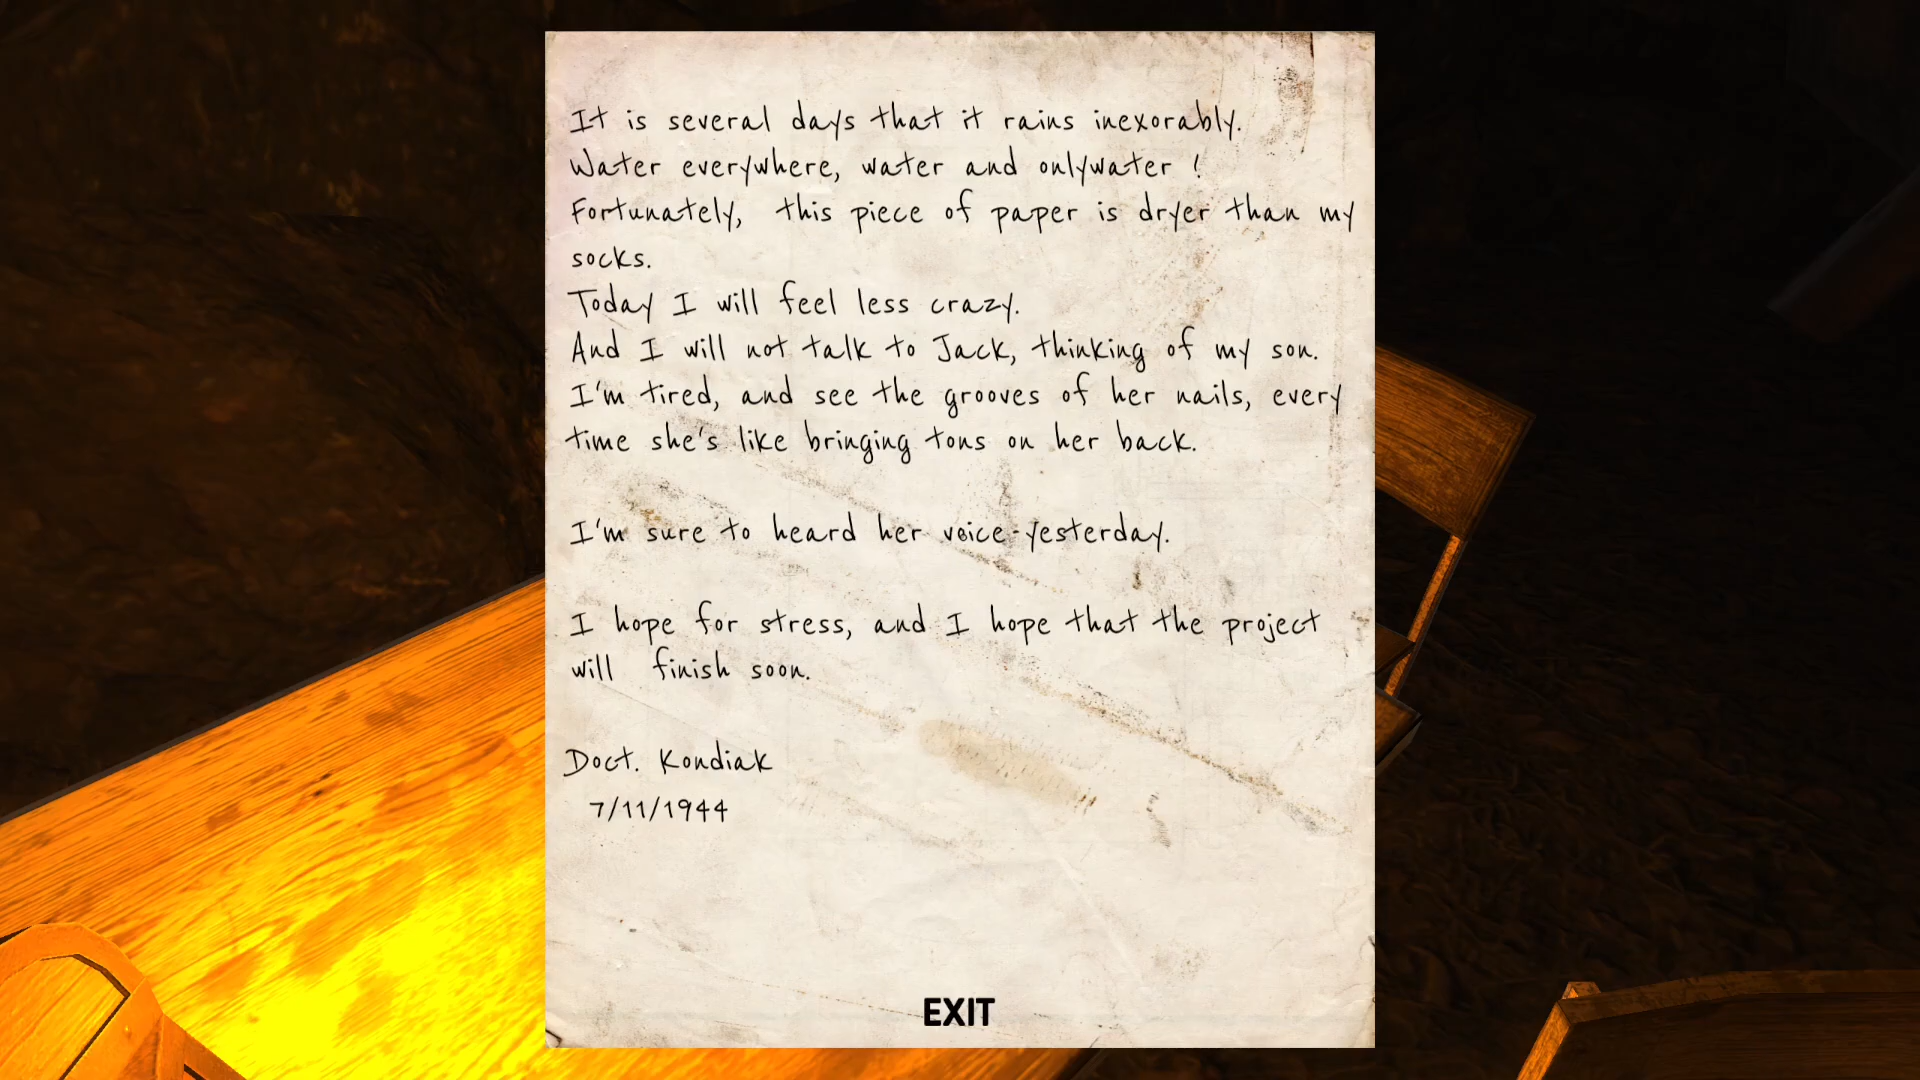 It is several days that it rains inexorably.
Water everywhere, water and onlywater !
Fortunately, this piece of paper is dryer than my
socks.
Today I will feel less crazy.
And I will not talk to Jack, thinking of my son.
I'm tired, and see the grooves of her nails, every
time she's like bringing tons on her back.
I'm sure to heard her voice yesterday.
I hope for stress, and I hope that the project
will finish soon.
Doct. Kondiak
7/11/1944
EXIT